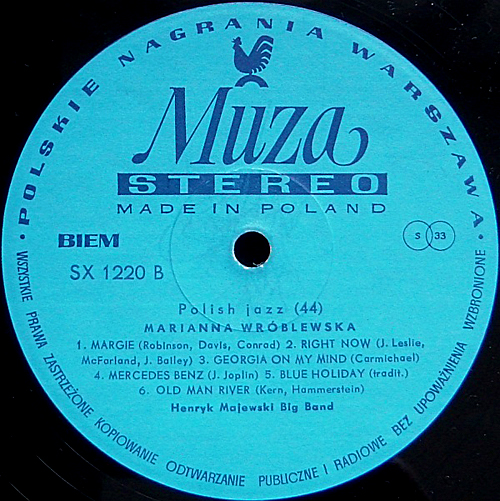 • POLSKIE NAGRANIA WARSZAWA •
Muza
STEREO
MADE IN POLAND
BIEM
S 33
SX 1220 B
Polish jazz (44)
MARIANNA WRÓBLEWSKA
1. MARGIE (Robinson, Davis, Conrad) 2. RIGHT NOW (J. Leslie,
McFarland, J. Bailey) 3. GEORGIA ON MY MIND (Carmichael)
4. MERCEDES BENZ (J. Joplin) 5. BLUE HOLIDAY (tradit.)
6. OLD MAN RIVER (Kern, Hammerstein)
Henryk Majewski Big Band
WSZYSTKIE PRAWA ZASTRZEŻONE KOPIOWANIE ODTWARZANIE PUBLICZNE I RADIOWE BEZ UPOWAŻNIENIA WZBRONIONE